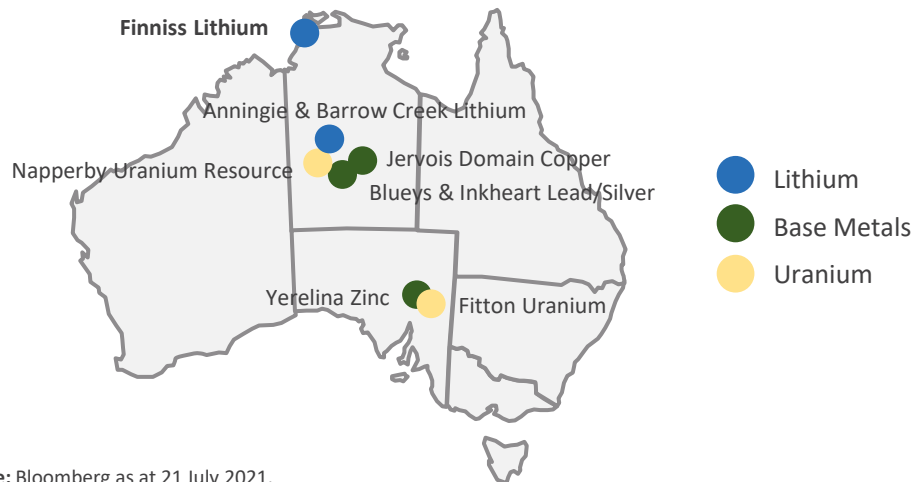 Finniss Lithium
Anningie & Barrow Creek Lithium
Napperby Uranium Resource
Jervois Domain Copper
Blueys & Inkheart Lead/Silver
Yerelina Zinc
Fitton Uranium
Lithium
Base Metals
Uranium
e: Bloomberg as at 21 July 2021.